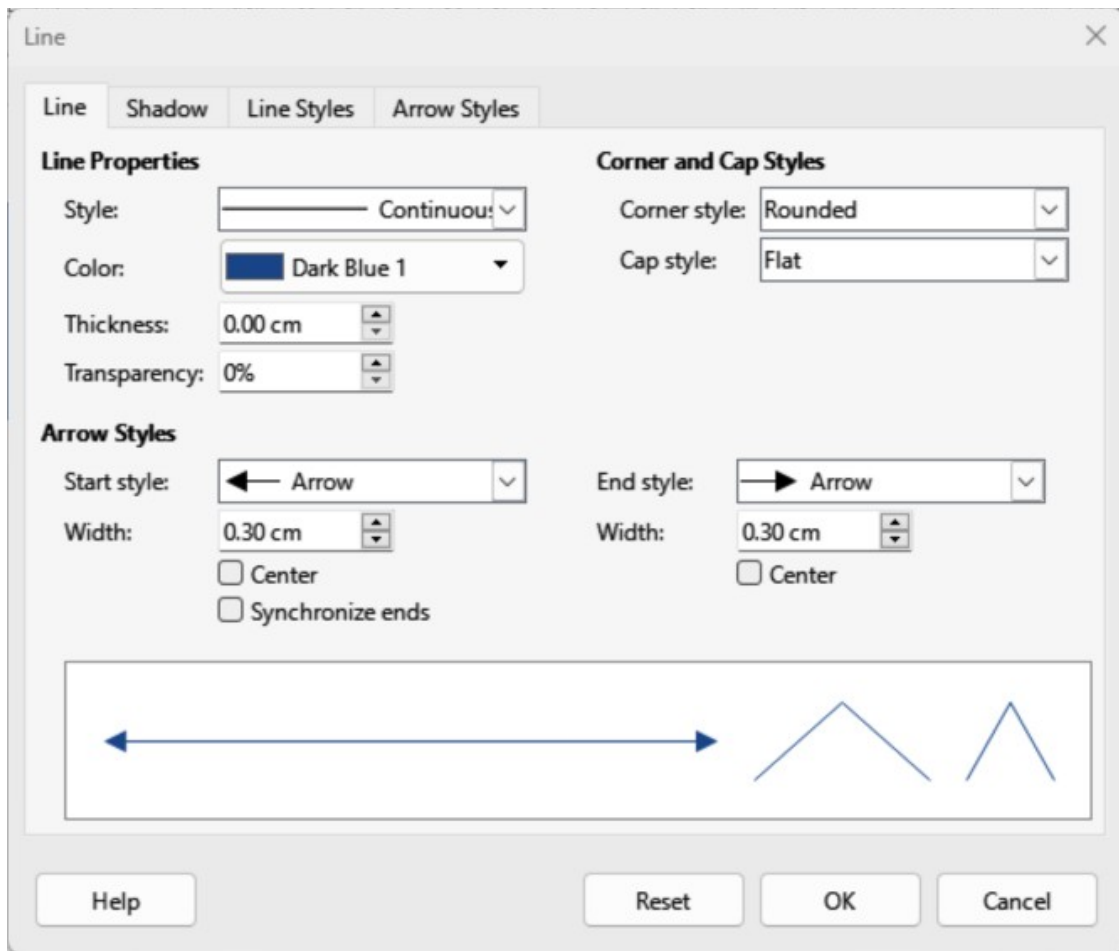 Line
Line Shadow Line Styles Arrow Styles
Line Properties
Style: Continuous
Color: Dark Blue 1
Thickness: 0.00 cm
Transparency: 0%
Corner and Cap Styles
Corner style: Rounded
Cap style: Flat
Arrow Styles
Start style: Arrow
Width: 0.30 cm
Center
Synchronize ends
End style: Arrow
Width: 0.30 cm
Center
Help Reset OK Cancel